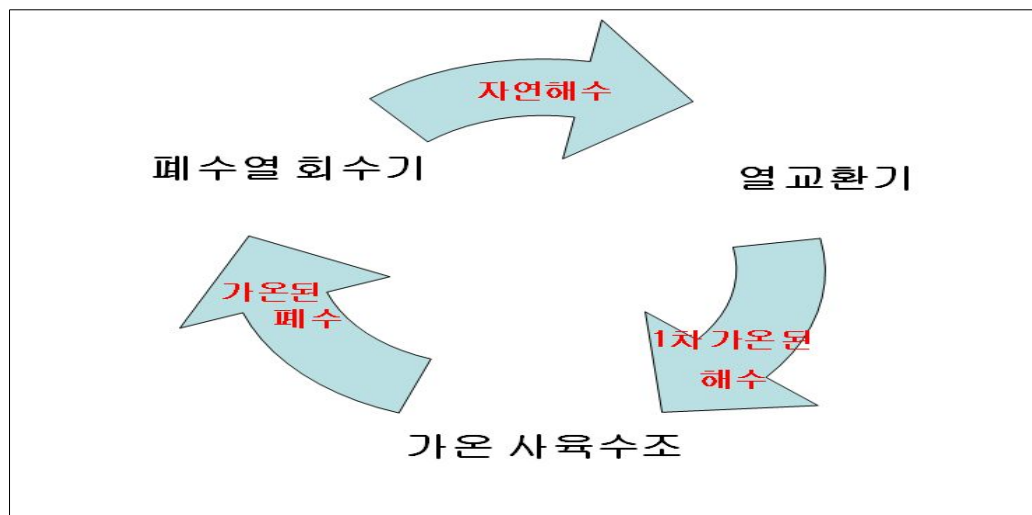 자연해수
폐수열 회수기
열교환기
가온된
폐수
1차 가온된
해수
가온 사육수조